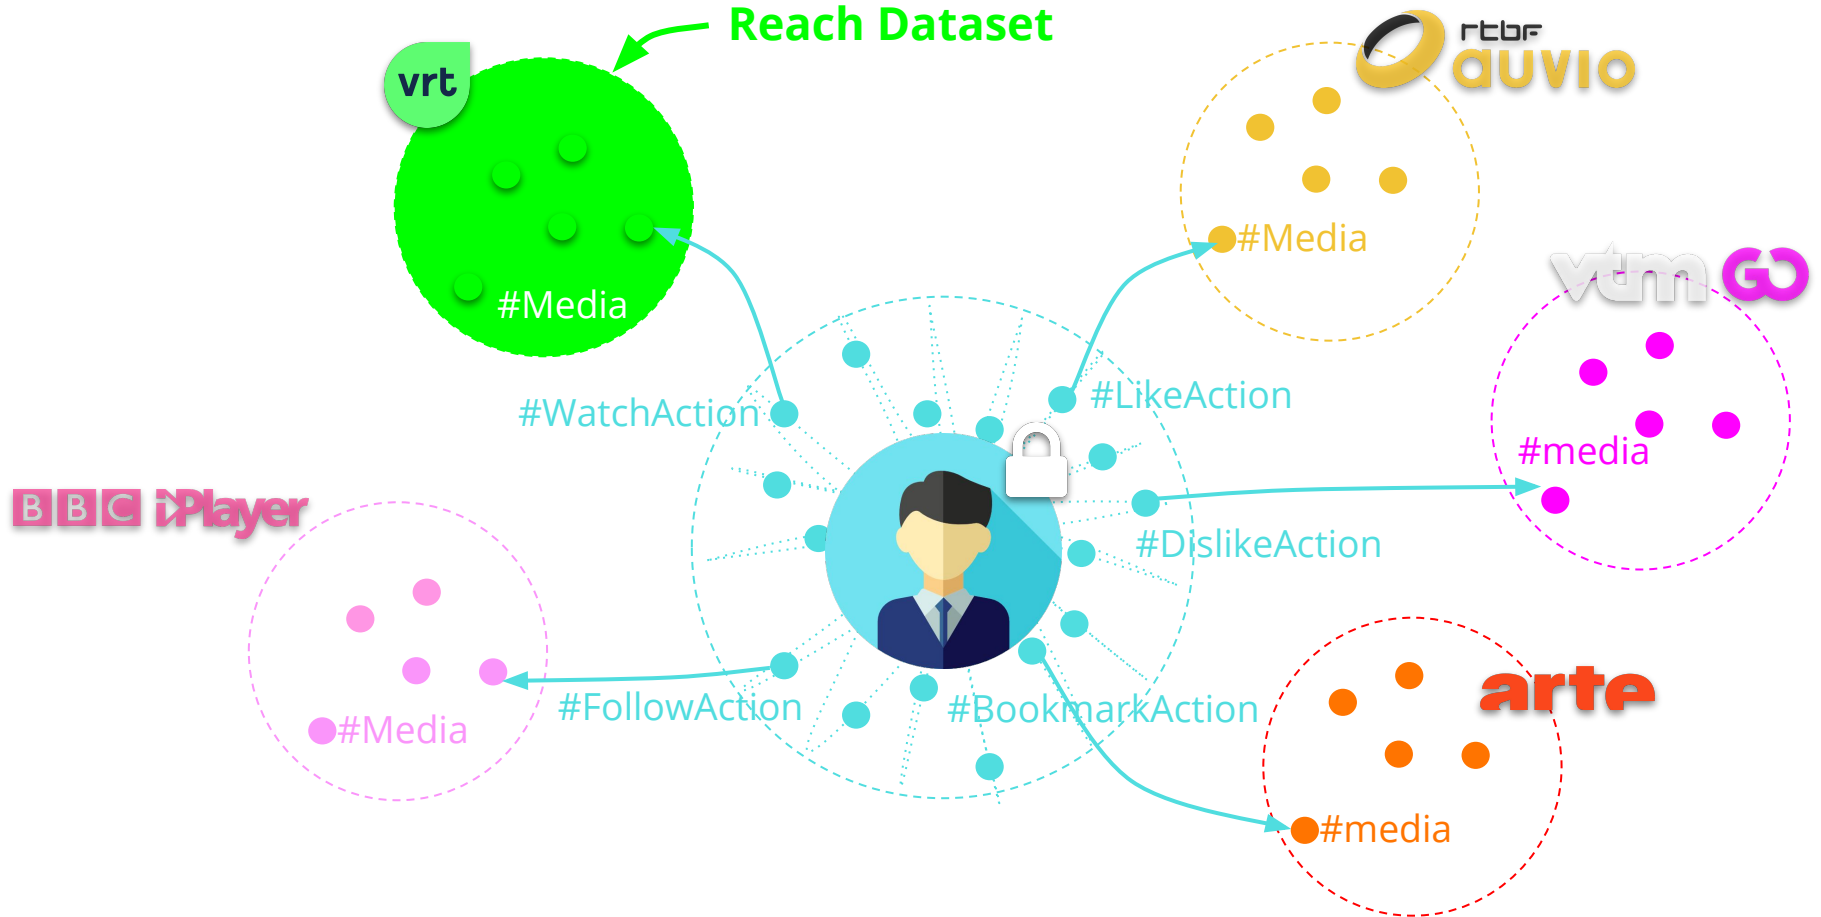 Reach Dataset
vrt
#Media
rtbf
auvio
#Media
vtm GO
#media
#WatchAction
#LikeAction
BBC iPlayer
#Media
#DislikeAction
#FollowAction
#BookmarkAction
arte
#media